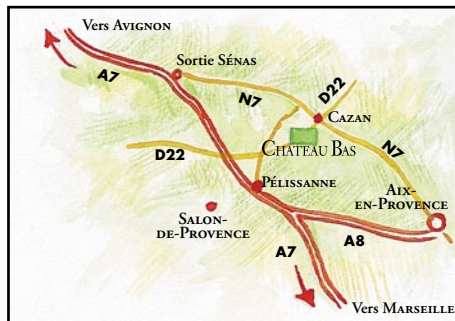 Vers AVIGNON
A7
Sortie SÉNAS
N7
D22
CAZAN
D22
CHATEAU BAS
N7
PÉLISSANNE
AIX-
EN-PROVENCE
SALON-
DE-PROVENCE
A7
A8
Vers MARSEILLE